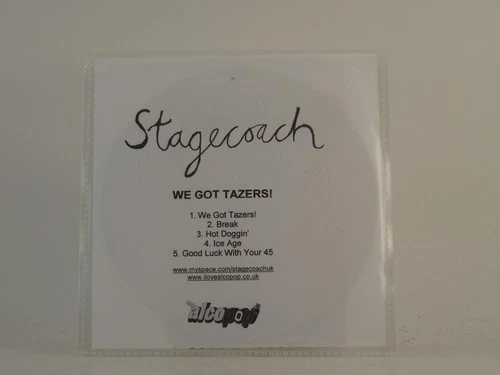 Stagecoach
WE GOT TAZERS!
1. We Got Tazers!
2. Break
3. Hot Doggin'
4. Ice Age
5. Good Luck With Your 45
www.myspace.com/stagecoachuk
www.ilovealcopop.co.uk
alcopop